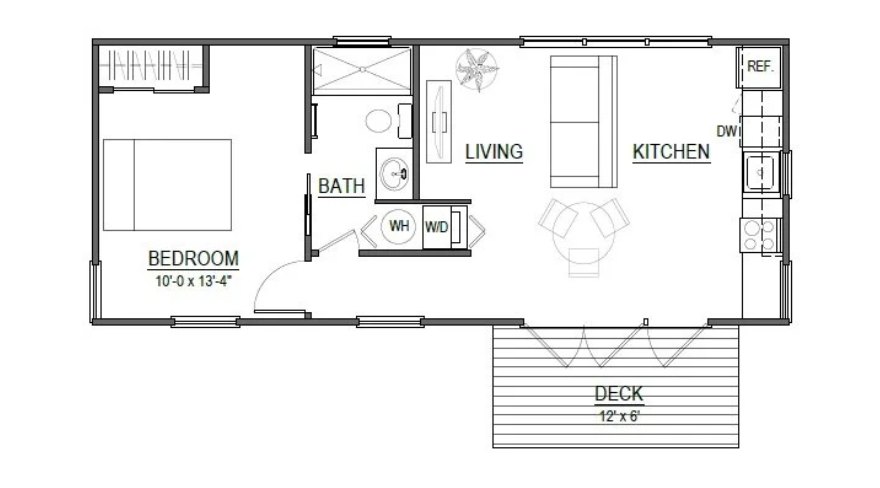 REF.
DW
LIVING
KITCHEN
BATH
WH
W/D
BEDROOM
10'-0 x 13'-4"
DECK
12' x 6'